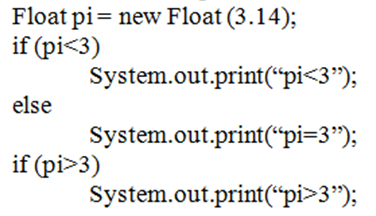 Float pi = new Float (3.14);
if (pi<3)
System.out.print(“pi<3”);
else
System.out.print(“pi=3”);
if (pi>3)
System.out.print(“pi>3”);